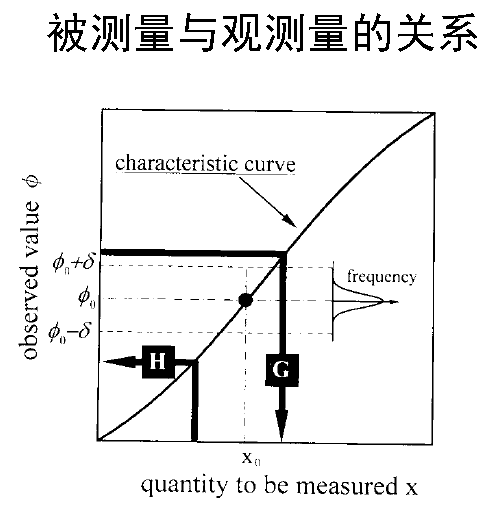 被测量与观测量的关系
characteristic curve
observed value ϕ
ϕ₀+δ
ϕ₀
ϕ₀−δ
frequency
H
G
x₀
quantity to be measured x